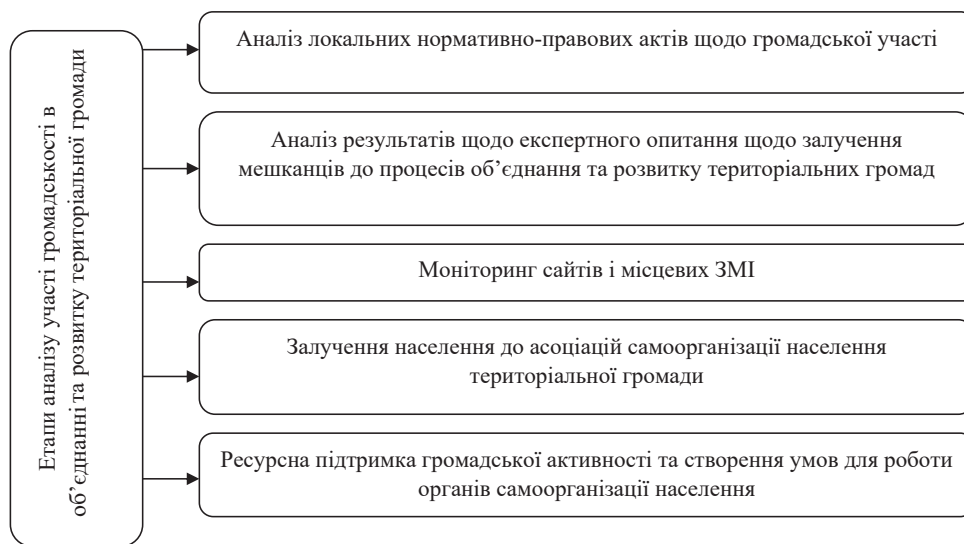 Етапи аналізу участі громадськості в
об’єднанні та розвитку територіальної громади
Аналіз локальних нормативно-правових актів щодо громадської участі
Аналіз результатів щодо експертного опитання щодо залучення
мешканців до процесів об’єднання та розвитку територіальних громад
Моніторинг сайтів і місцевих ЗМІ
Залучення населення до асоціацій самоорганізації населення
територіальної громади
Ресурсна підтримка громадської активності та створення умов для роботи
органів самоорганізації населення